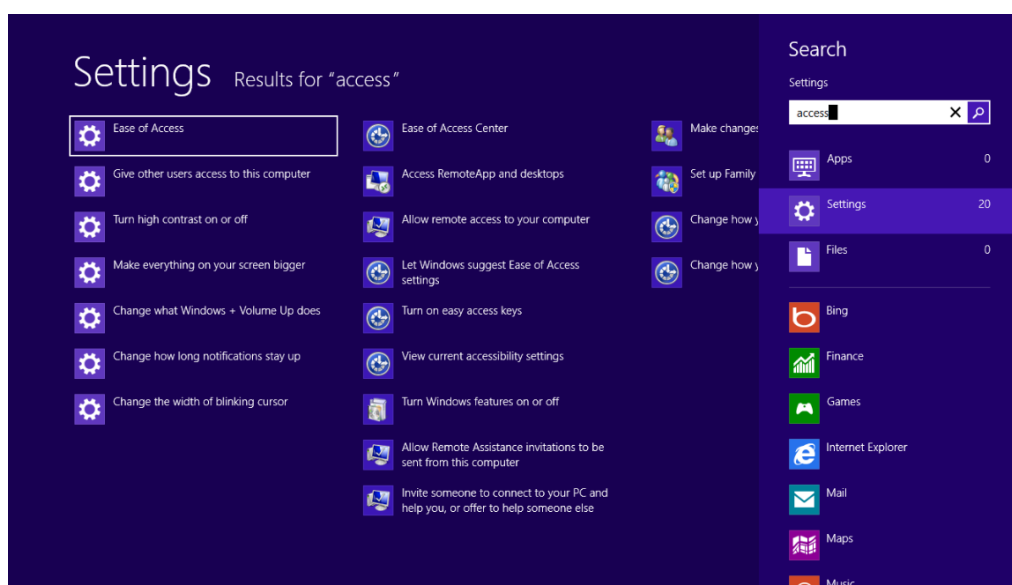 Settings Results for “access”
Ease of Access
Give other users access to this computer
Turn high contrast on or off
Make everything on your screen bigger
Change what Windows + Volume Up does
Change how long notifications stay up
Change the width of blinking cursor
Ease of Access Center
Access RemoteApp and desktops
Allow remote access to your computer
Let Windows suggest Ease of Access
settings
Turn on easy access keys
View current accessibility settings
Turn Windows features on or off
Allow Remote Assistance invitations to be
sent from this computer
Invite someone to connect to your PC and
help you, or offer to help someone else
Make changes
Set up Family
Change how
Change how
Search
Settings
access
Apps 0
Settings 20
Files 0
Bing
Finance
Games
Internet Explorer
Mail
Maps
Music